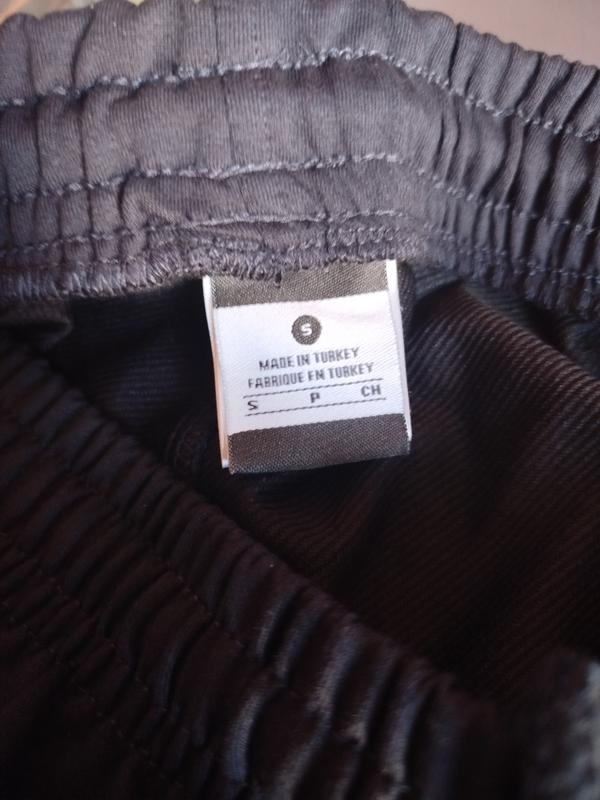 S
MADE IN TURKEY
FABRIQUE EN TURKEY
S P CH